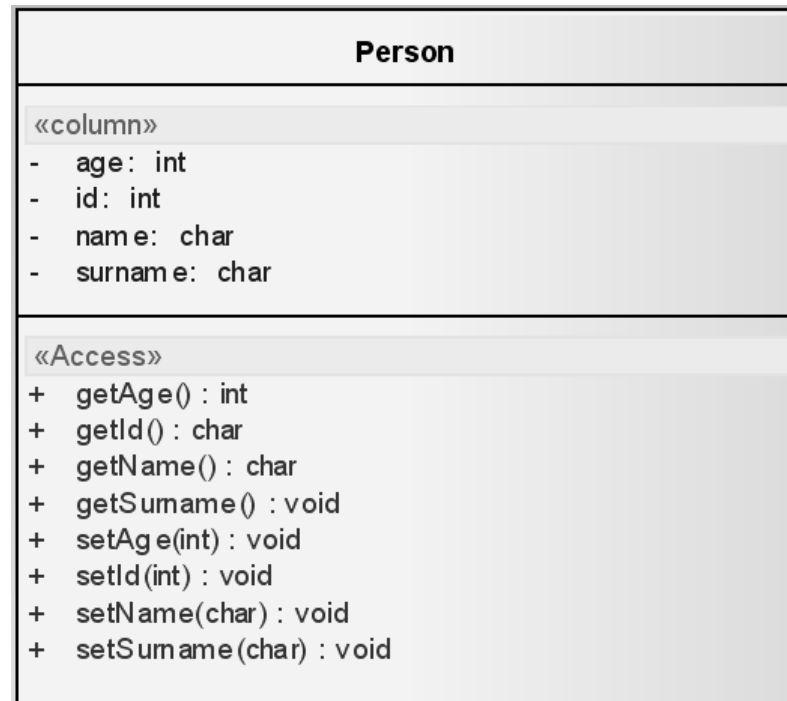 Person
«column»
- age: int
- id: int
- name: char
- surname: char
«Access»
+ getAge() : int
+ getId() : char
+ getName() : char
+ getSurname() : void
+ setAge(int) : void
+ setId(int) : void
+ setName(char) : void
+ setSurname(char) : void